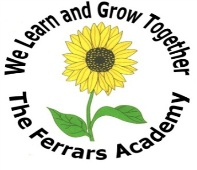 We Learn and Grow Together
The Ferrars Academy